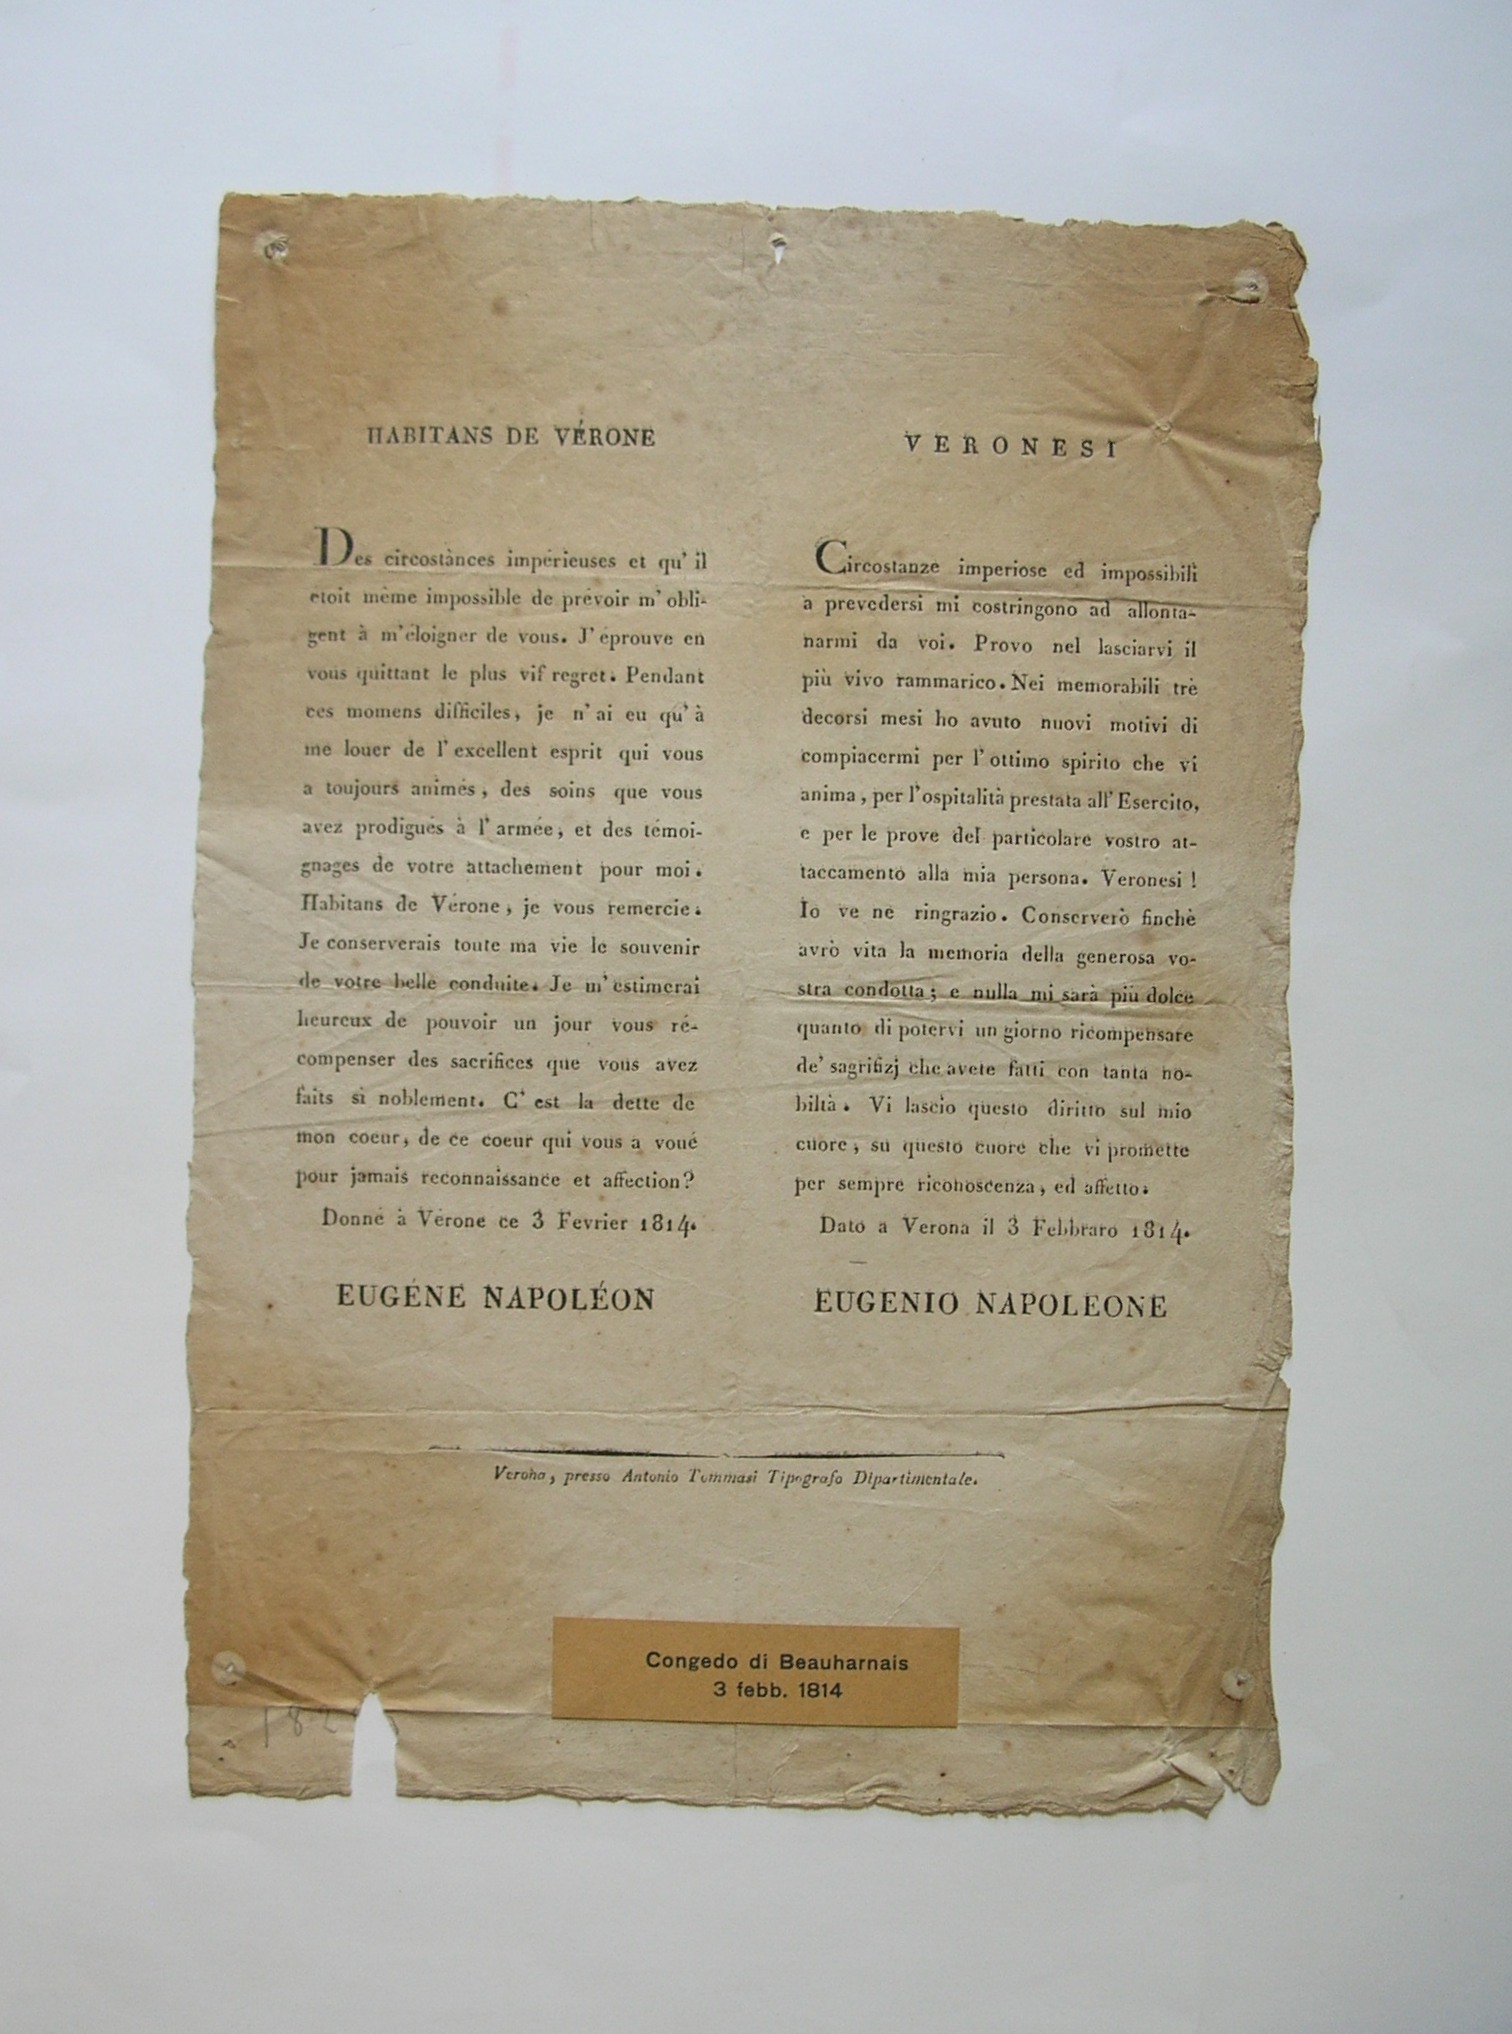 HABITANS DE VÉRONE
Des circostànces impérieuses et qu' il
etoit mème impossible de prévoir m' obli-
gent à m'éloigner de vous. J' éprouve en
vous quittant le plus vif regret. Pendant
ces momens difficiles, je n' ai eu qu' à
me louer de l' excellent esprit qui vous
a toujours animés, des soins que vous
avez prodigués à l' armée, et des témoi-
gnages de votre attachement pour moi.
Habitans de Vérone, je vous remercie.
Je conserverais toute ma vie le souvenir
de votre belle conduite. Je m' estimerai
heureux de pouvoir un jour vous ré-
compenser des sacrifices que vous avez
faits si noblement. C' est la dette de
mon coeur, de ce coeur qui vous a voué
pour jamais reconnaissance et affection?
Donné à Vérone ce 3 Fevrier 1814.
EUGÉNE NAPOLÉON
VERONESI
Circostanze imperiose ed impossibili
a prevedersi mi costringono ad allonta-
narmi da voi. Provo nel lasciarvi il
più vivo rammarico. Nei memorabili trè
decorsi mesi ho avuto nuovi motivi di
compiacermi per l' ottimo spirito che vi
anima, per l'ospitalità prestata all' Esercito,
e per le prove del particolare vostro at-
taccamento alla mia persona. Veronesi !
Io ve ne ringrazio. Conserverò finchè
avrò vita la memoria della generosa vo-
stra condotta; e nulla mi sarà più dolce
quanto di potervi un giorno ricompensare
de' sagrifizj che avete fatti con tanta no-
biltà. Vi lascio questo diritto sul mio
cuore, su questo cuore che vi promette
per sempre riconoscenza, ed affetto.
Dato a Verona il 3 Febbraro 1814.
EUGENIO NAPOLEONE
Verona, presso Antonio Tommasi Tipografo Dipartimentale.
Congedo di Beauharnais
3 febb. 1814
182